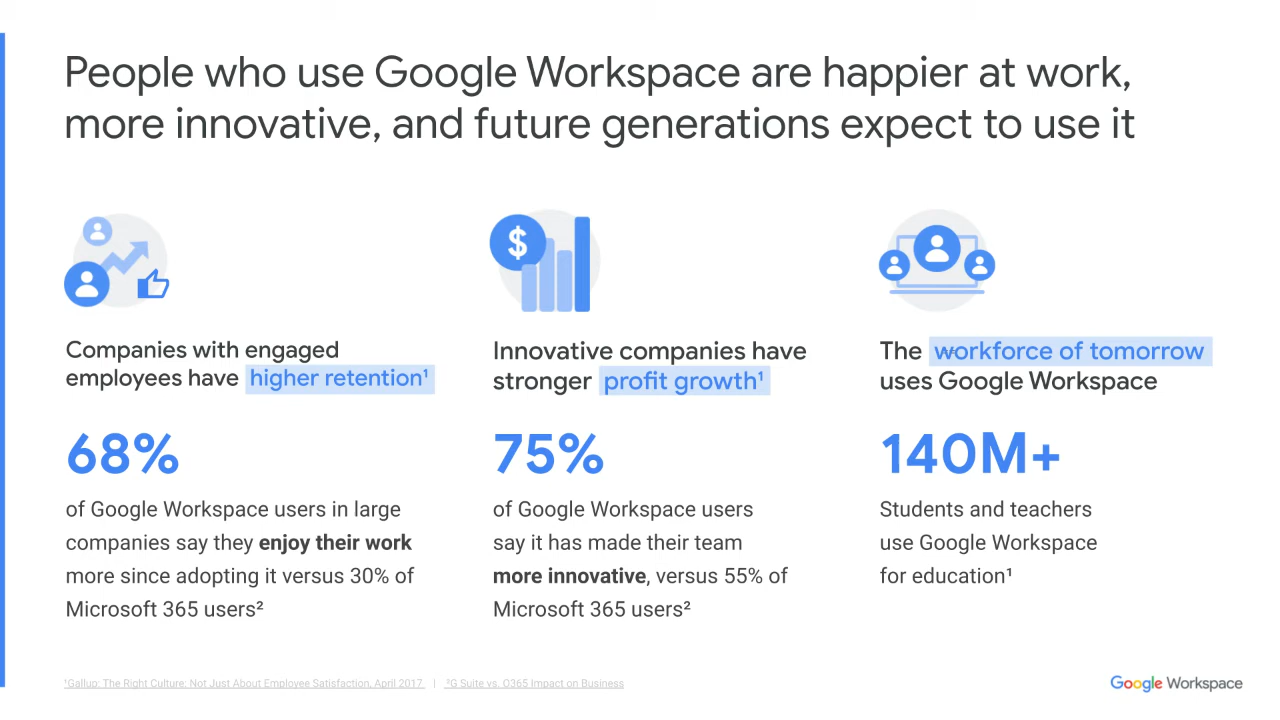 People who use Google Workspace are happier at work,
more innovative, and future generations expect to use it
$
Companies with engaged
employees have higher retention¹
68%
of Google Workspace users in large
companies say they enjoy their work
more since adopting it versus 30% of
Microsoft 365 users²
Innovative companies have
stronger profit growth¹
75%
of Google Workspace users
say it has made their team
more innovative, versus 55% of
Microsoft 365 users²
The workforce of tomorrow
uses Google Workspace
140M+
Students and teachers
use Google Workspace
for education¹
¹Gallup: The Right Culture: Not Just About Employee Satisfaction, April 2017 | ²G Suite vs. O365 Impact on Business
Google Workspace